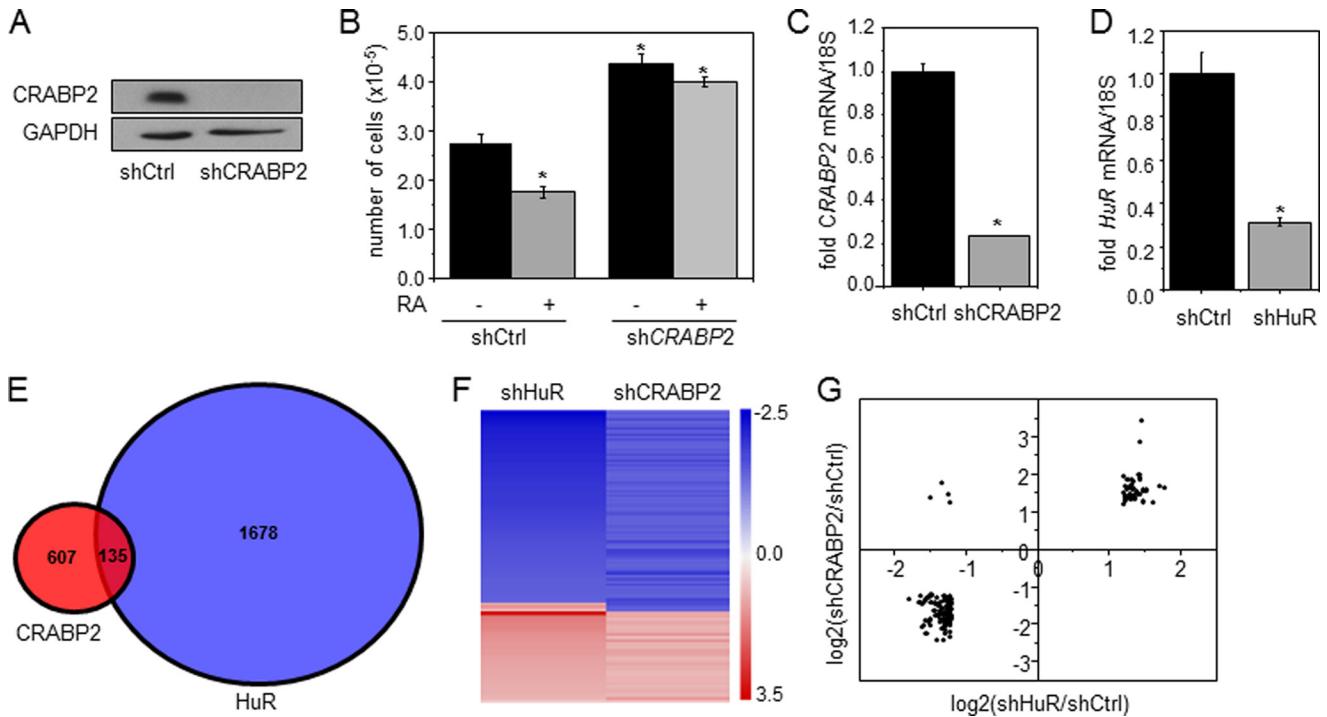 A
CRABP2
GAPDH
shCtrl shCRABP2
B
number of cells (x10-5)
5.0
4.0
3.0
2.0
1.0
0.0
*
*
*
RA - + - +
shCtrl shCRABP2
C
fold CRABP2 mRNA/18S
1.2
1.0
0.8
0.6
0.4
0.2
0.0
*
shCtrl shCRABP2
D
fold HuR mRNA/18S
1.2
1.0
0.8
0.6
0.4
0.2
0.0
*
shCtrl shHuR
E
607
135
1678
CRABP2
HuR
F
shHuR shCRABP2
-2.5
0.0
3.5
G
log2(shCRABP2/shCtrl)
3
2
1
0
-1
-2
-3
-2 -1 0 1 2
log2(shHuR/shCtrl)